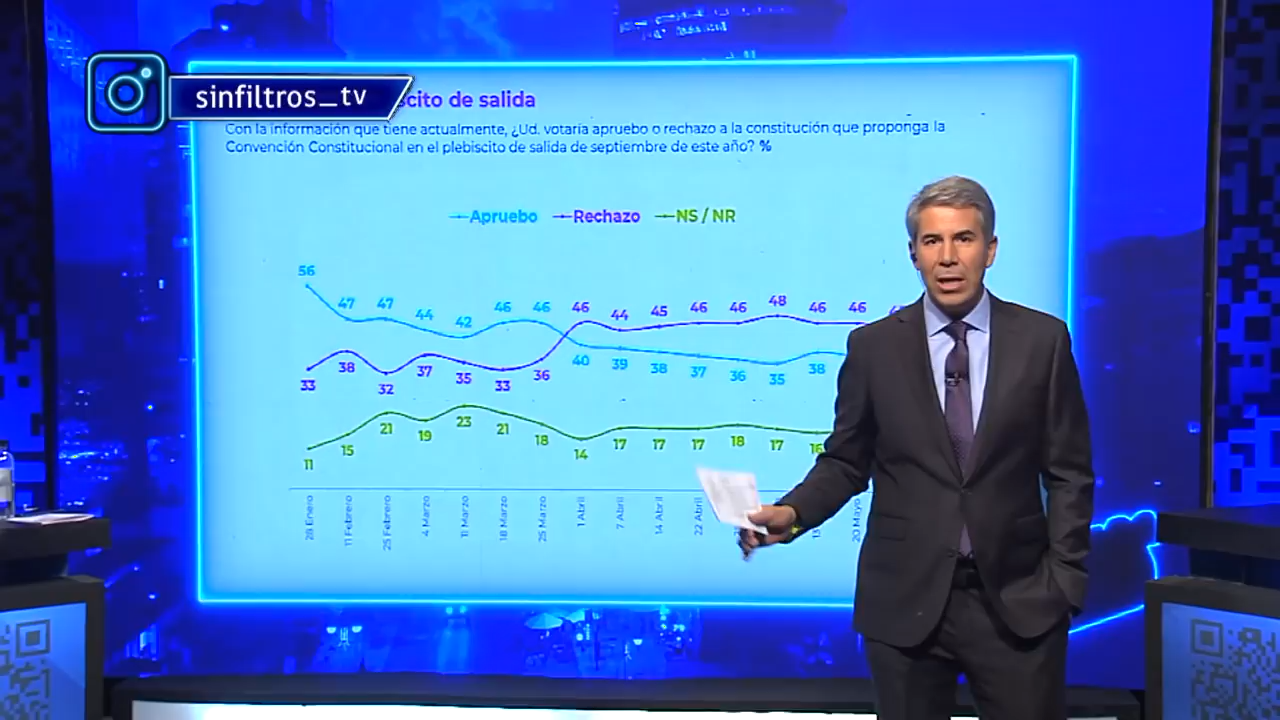 sinfiltros_tv
cito de salida
Con la información que tiene actualmente, ¿Ud. votaría apruebo o rechazo a la constitución que proponga la
Convención Constitucional en el plebiscito de salida de septiembre de este año? %
Apruebo Rechazo NS / NR
56 47 47 44 42 46 46 46 44 45 46 46 48 46 46
33 38 32 37 35 33 36 40 39 38 37 36 35 38
11 15 21 19 23 21 18 14 17 17 17 18 17 16
28 Enero 11 Febrero 25 Febrero 4 Marzo 11 Marzo 18 Marzo 25 Marzo 1 Abril 7 Abril 14 Abril 22 Abril 13 20 Mayo